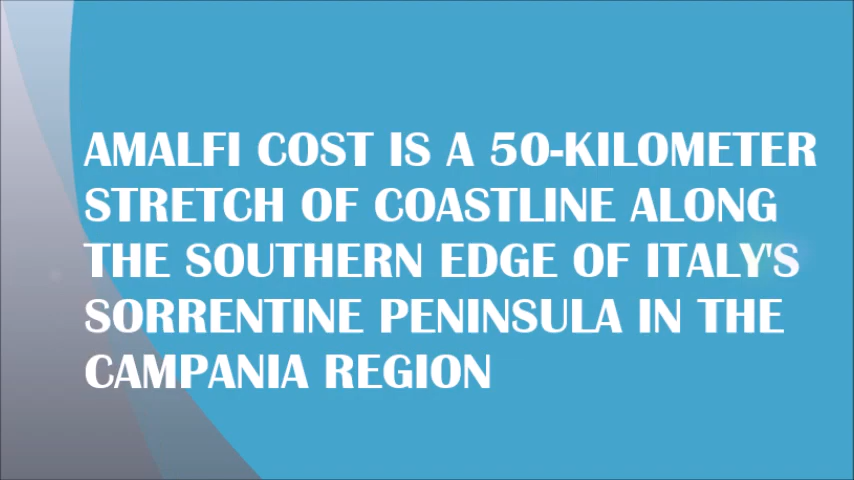 AMALFI COST IS A 50-KILOMETER
STRETCH OF COASTLINE ALONG
THE SOUTHERN EDGE OF ITALY'S
SORRENTINE PENINSULA IN THE
CAMPANIA REGION